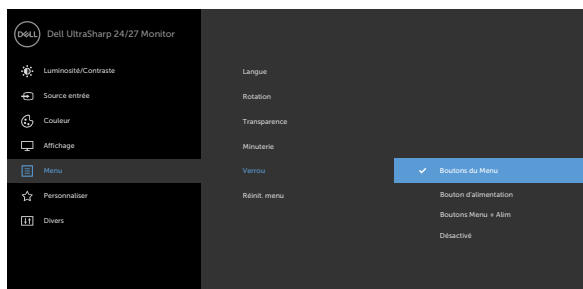 DELL
Dell UltraSharp 24/27 Monitor
Luminosité/Contraste
Source entrée
Couleur
Affichage
Menu
Personnaliser
Divers
Langue
Rotation
Transparence
Minuterie
Verrou
Réinit. menu
Boutons du Menu
Bouton d'alimentation
Boutons Menu + Alim
Désactivé